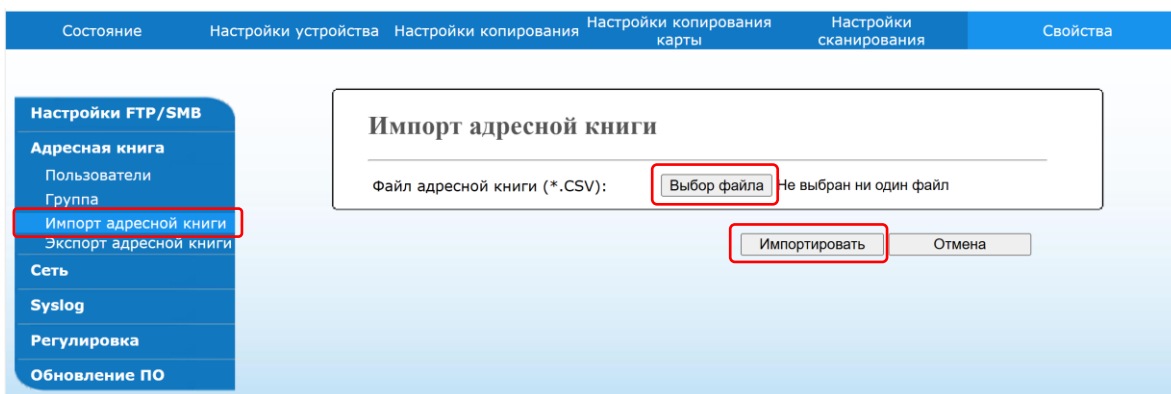 Состояние
Настройки устройства
Настройки копирования
Настройки копирования
карты
Настройки
сканирования
Свойства
Настройки FTP/SMB
Адресная книга
Пользователи
Группа
Импорт адресной книги
Экспорт адресной книги
Сеть
Syslog
Регулировка
Обновление ПО
Импорт адресной книги
Файл адресной книги (*.CSV): Выбор файла Не выбран ни один файл
Импортировать Отмена